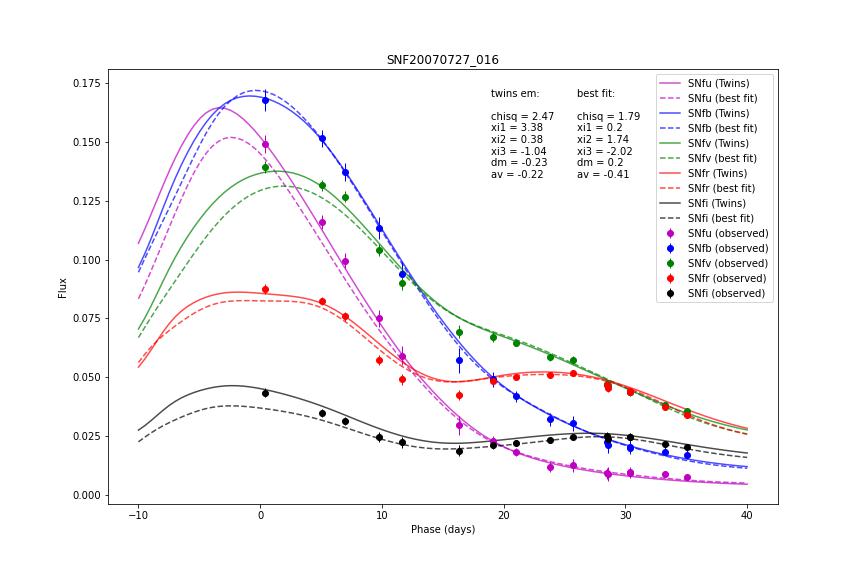 SNF20070727_016
0.175
0.150
0.125
0.100
0.075
0.050
0.025
0.000
Flux
−10
0
10
20
30
40
Phase (days)
twins em:
chisq = 2.47
xi1 = 3.38
xi2 = 0.38
xi3 = -1.04
dm = -0.23
av = -0.22
best fit:
chisq = 1.79
xi1 = 0.2
xi2 = 1.74
xi3 = -2.02
dm = 0.2
av = -0.41
SNfu (Twins)
SNfu (best fit)
SNfb (Twins)
SNfb (best fit)
SNfv (Twins)
SNfv (best fit)
SNfr (Twins)
SNfr (best fit)
SNfi (Twins)
SNfi (best fit)
SNfu (observed)
SNfb (observed)
SNfv (observed)
SNfr (observed)
SNfi (observed)